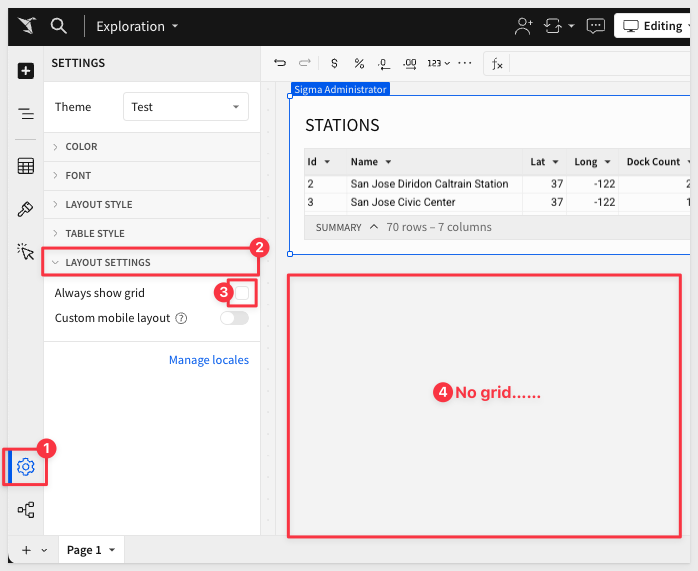 Exploration
Editing
SETTINGS
$ % .0 .00 123 ... fx
Theme Test
Sigma Administrator
STATIONS
COLOR
FONT
LAYOUT STYLE
TABLE STYLE
LAYOUT SETTINGS
2
Always show grid
3
Custom mobile layout ?
Manage locales
Id Name Lat Long Dock Count
2 San Jose Diridon Caltrain Station 37 -122 2
3 San Jose Civic Center 37 -122 1
SUMMARY 70 rows – 7 columns
4 No grid......
1
Page 1